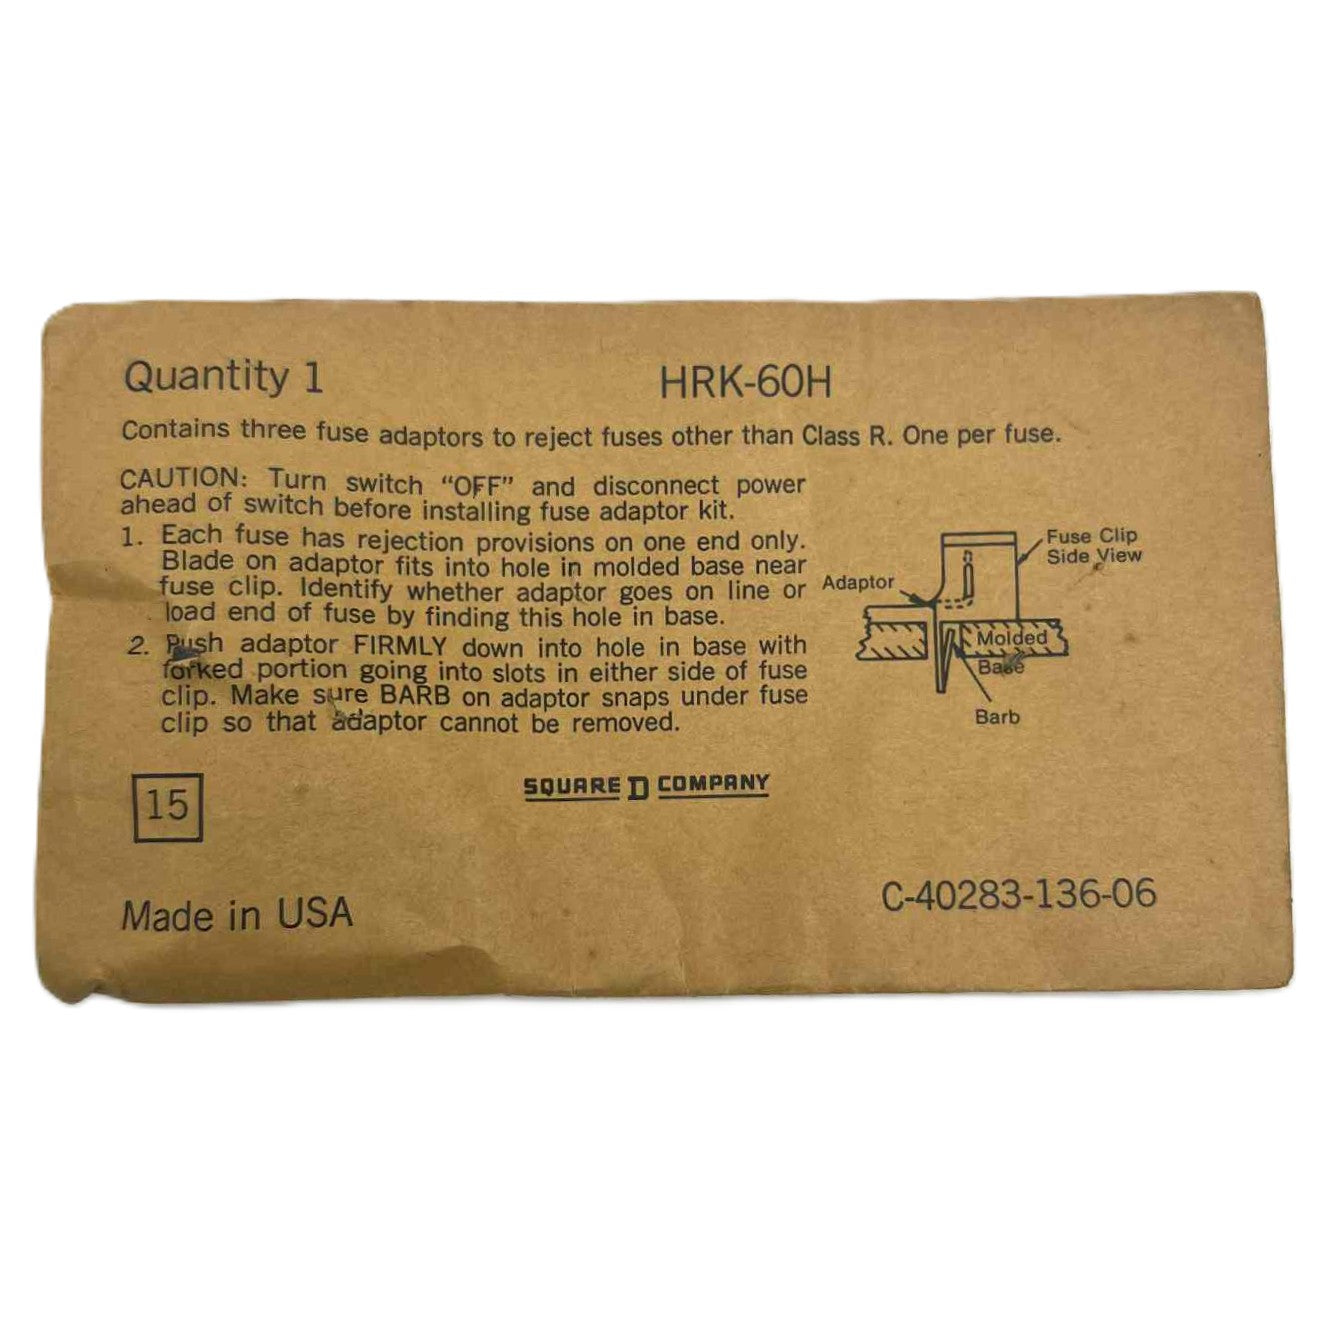 Quantity 1
HRK-60H
Contains three fuse adaptors to reject fuses other than Class R. One per fuse.
CAUTION: Turn switch “OFF” and disconnect power
ahead of switch before installing fuse adaptor kit.
1. Each fuse has rejection provisions on one end only.
Blade on adaptor fits into hole in molded base near
fuse clip. Identify whether adaptor goes on line or
load end of fuse by finding this hole in base.
2. Push adaptor FIRMLY down into hole in base with
forked portion going into slots in either side of fuse
clip. Make sure BARB on adaptor snaps under fuse
clip so that adaptor cannot be removed.
Fuse Clip
Side View
Adaptor
Molded
Base
Barb
SQUARE D COMPANY
15
Made in USA
C-40283-136-06